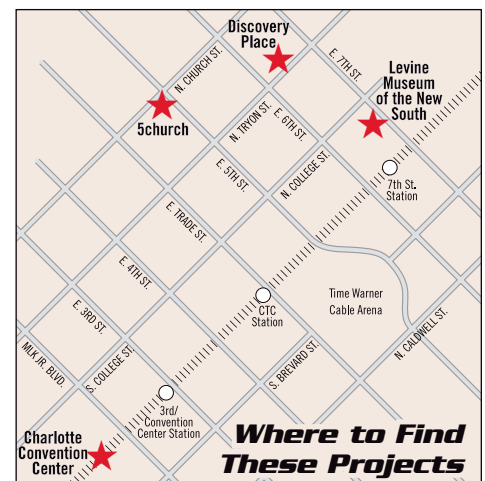 Discovery
Place
N. CHURCH ST.
E. 7TH ST.
Levine
Museum
of the New
South
5church
N. TRYON ST.
E. 6TH ST.
E. 5TH ST.
N. COLLEGE ST.
7th St.
Station
E. TRADE ST.
E. 4TH ST.
Time Warner
Cable Arena
CTC
Station
E. 3RD ST.
N. CALDWELL ST.
MLK JR. BLVD.
S. COLLEGE ST.
S. BREVARD ST.
3rd/
Convention
Center Station
Charlotte
Convention
Center
Where to Find
These Projects